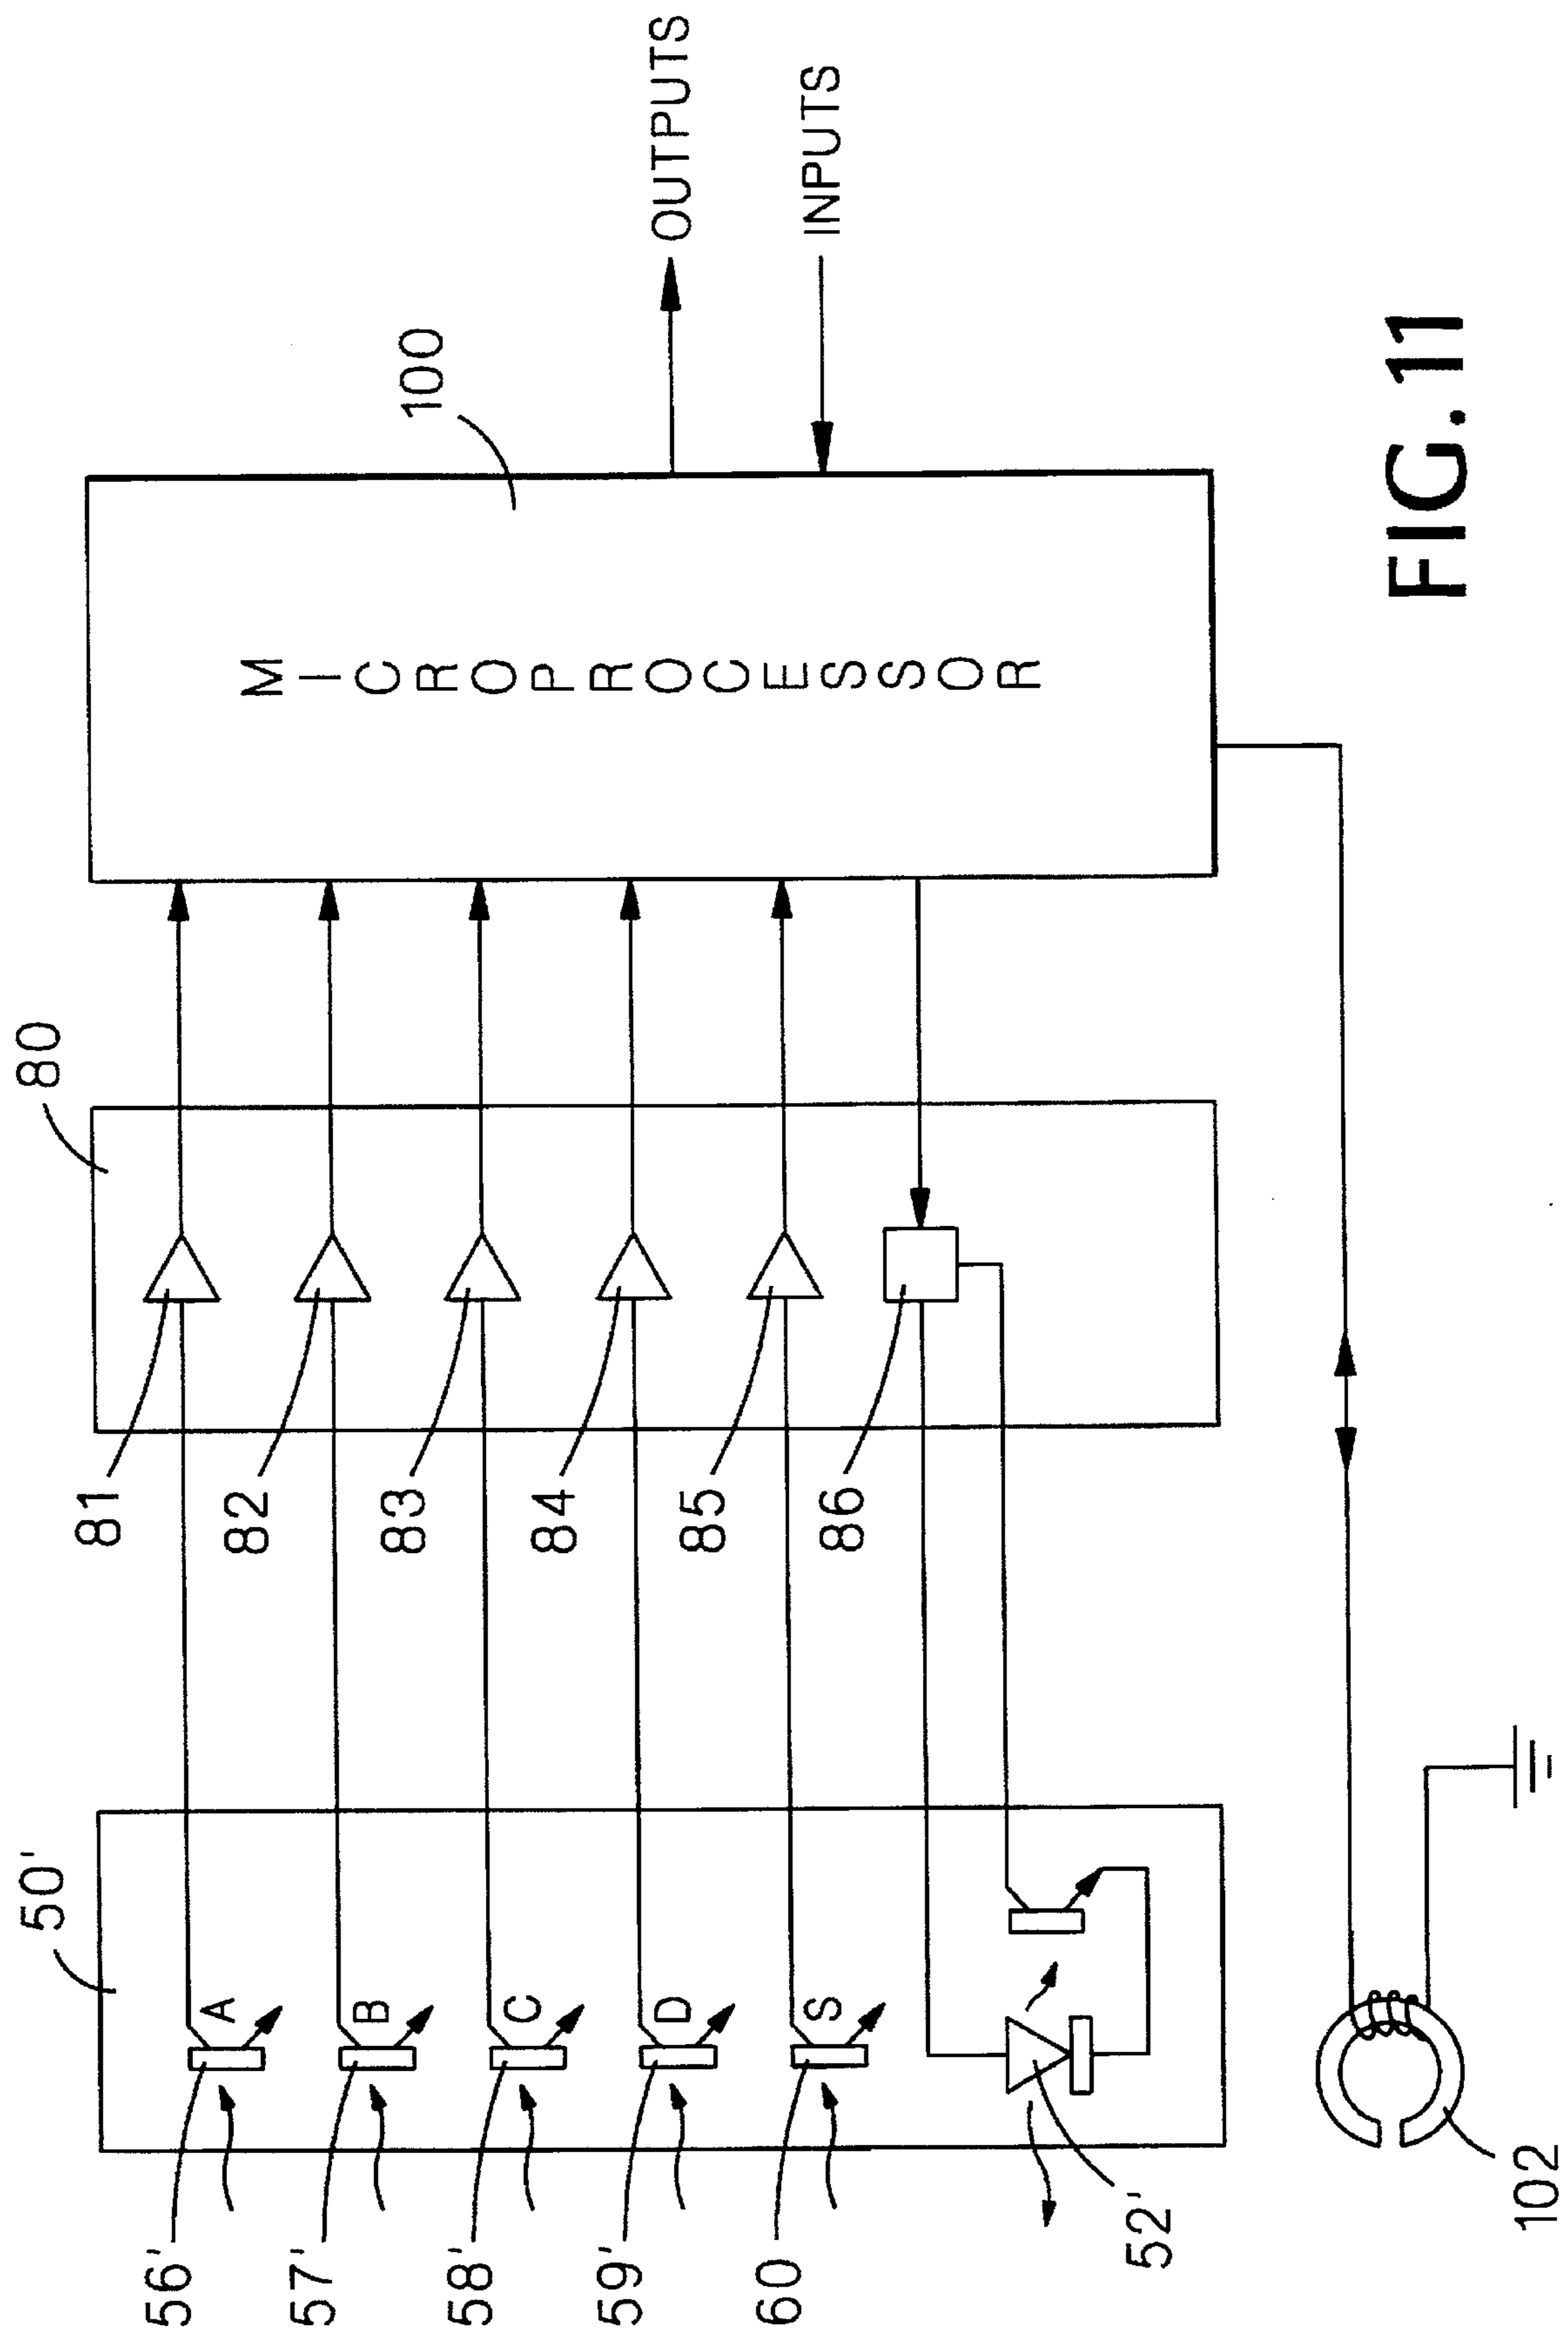 50'
80
100
56'
A
81
57'
B
82
58'
C
83
59'
D
84
60
S
85
86
52'
MICROPROCESSOR
OUTPUTS
INPUTS
102
FIG. 11